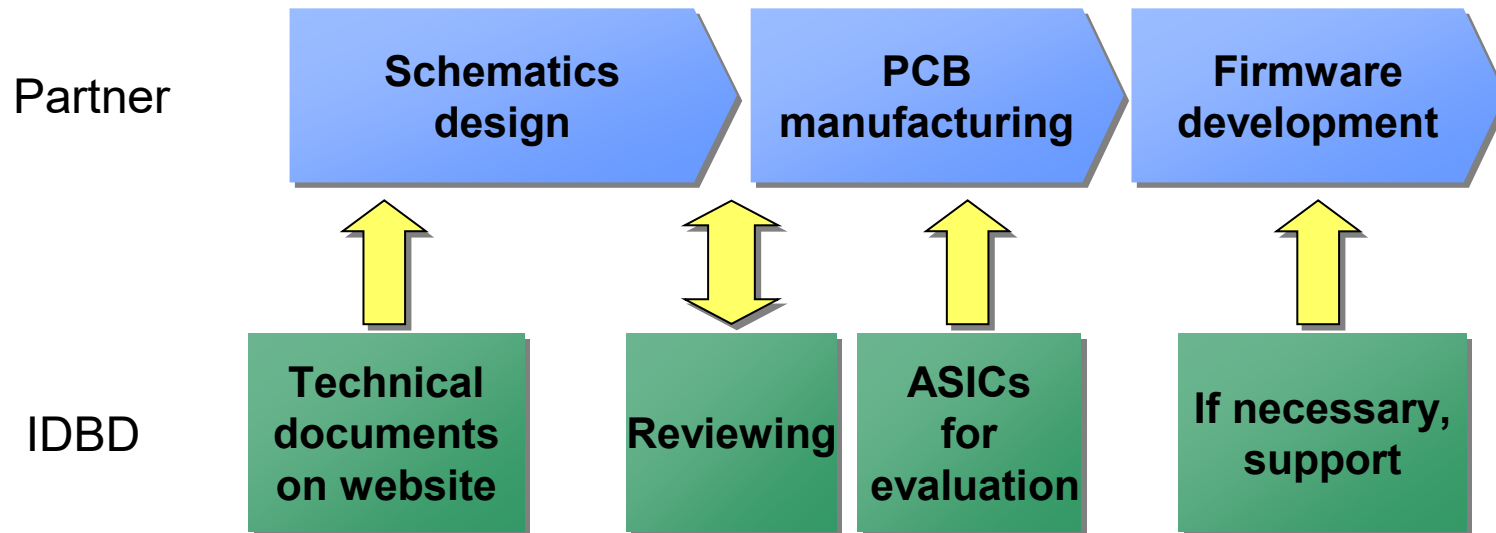 Partner
Schematics
design
PCB
manufacturing
Firmware
development
IDBD
Technical
documents
on website
Reviewing
ASICs
for
evaluation
If necessary,
support